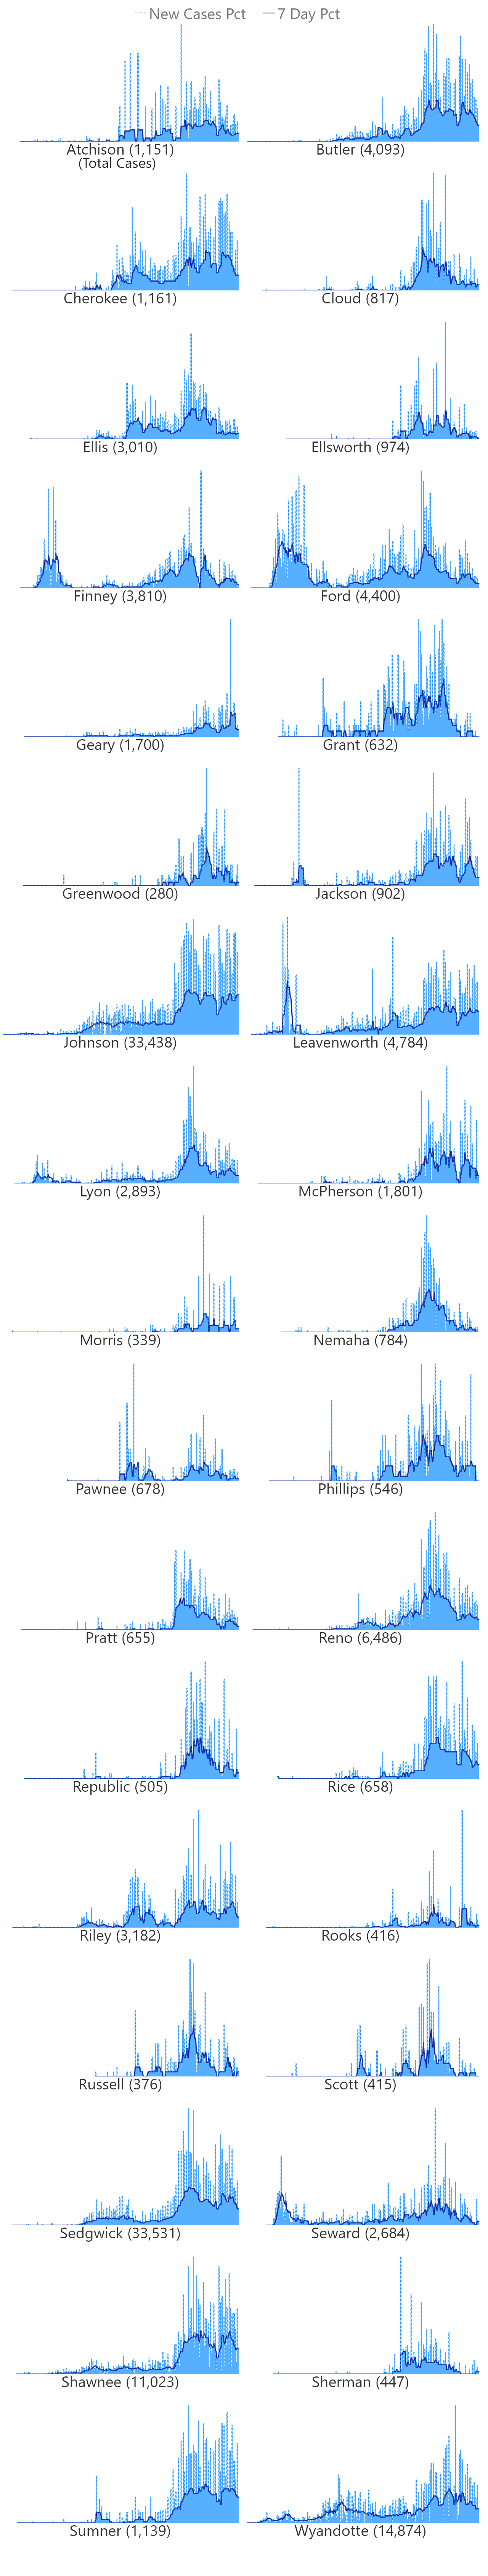 New Cases Pct 7 Day Pct
Atchison (1,151)
(Total Cases)
Butler (4,093)
Cherokee (1,161)
Cloud (817)
Ellis (3,010)
Ellsworth (974)
Finney (3,810)
Ford (4,400)
Geary (1,700)
Grant (632)
Greenwood (280)
Jackson (902)
Johnson (33,438)
Leavenworth (4,784)
Lyon (2,893)
McPherson (1,801)
Morris (339)
Nemaha (784)
Pawnee (678)
Phillips (546)
Pratt (655)
Reno (6,486)
Republic (505)
Rice (658)
Riley (3,182)
Rooks (416)
Russell (376)
Scott (415)
Sedgwick (33,531)
Seward (2,684)
Shawnee (11,023)
Sherman (447)
Sumner (1,139)
Wyandotte (14,874)